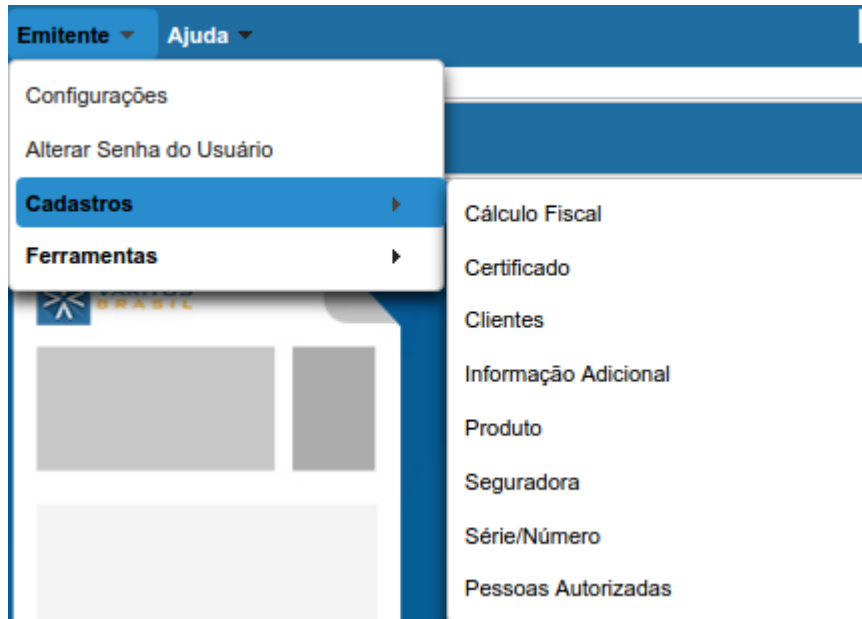 Emitente
Ajuda
Configurações
Alterar Senha do Usuário
Cadastros
Ferramentas
Cálculo Fiscal
Certificado
Clientes
Informação Adicional
Produto
Seguradora
Série/Número
Pessoas Autorizadas
BRASIL